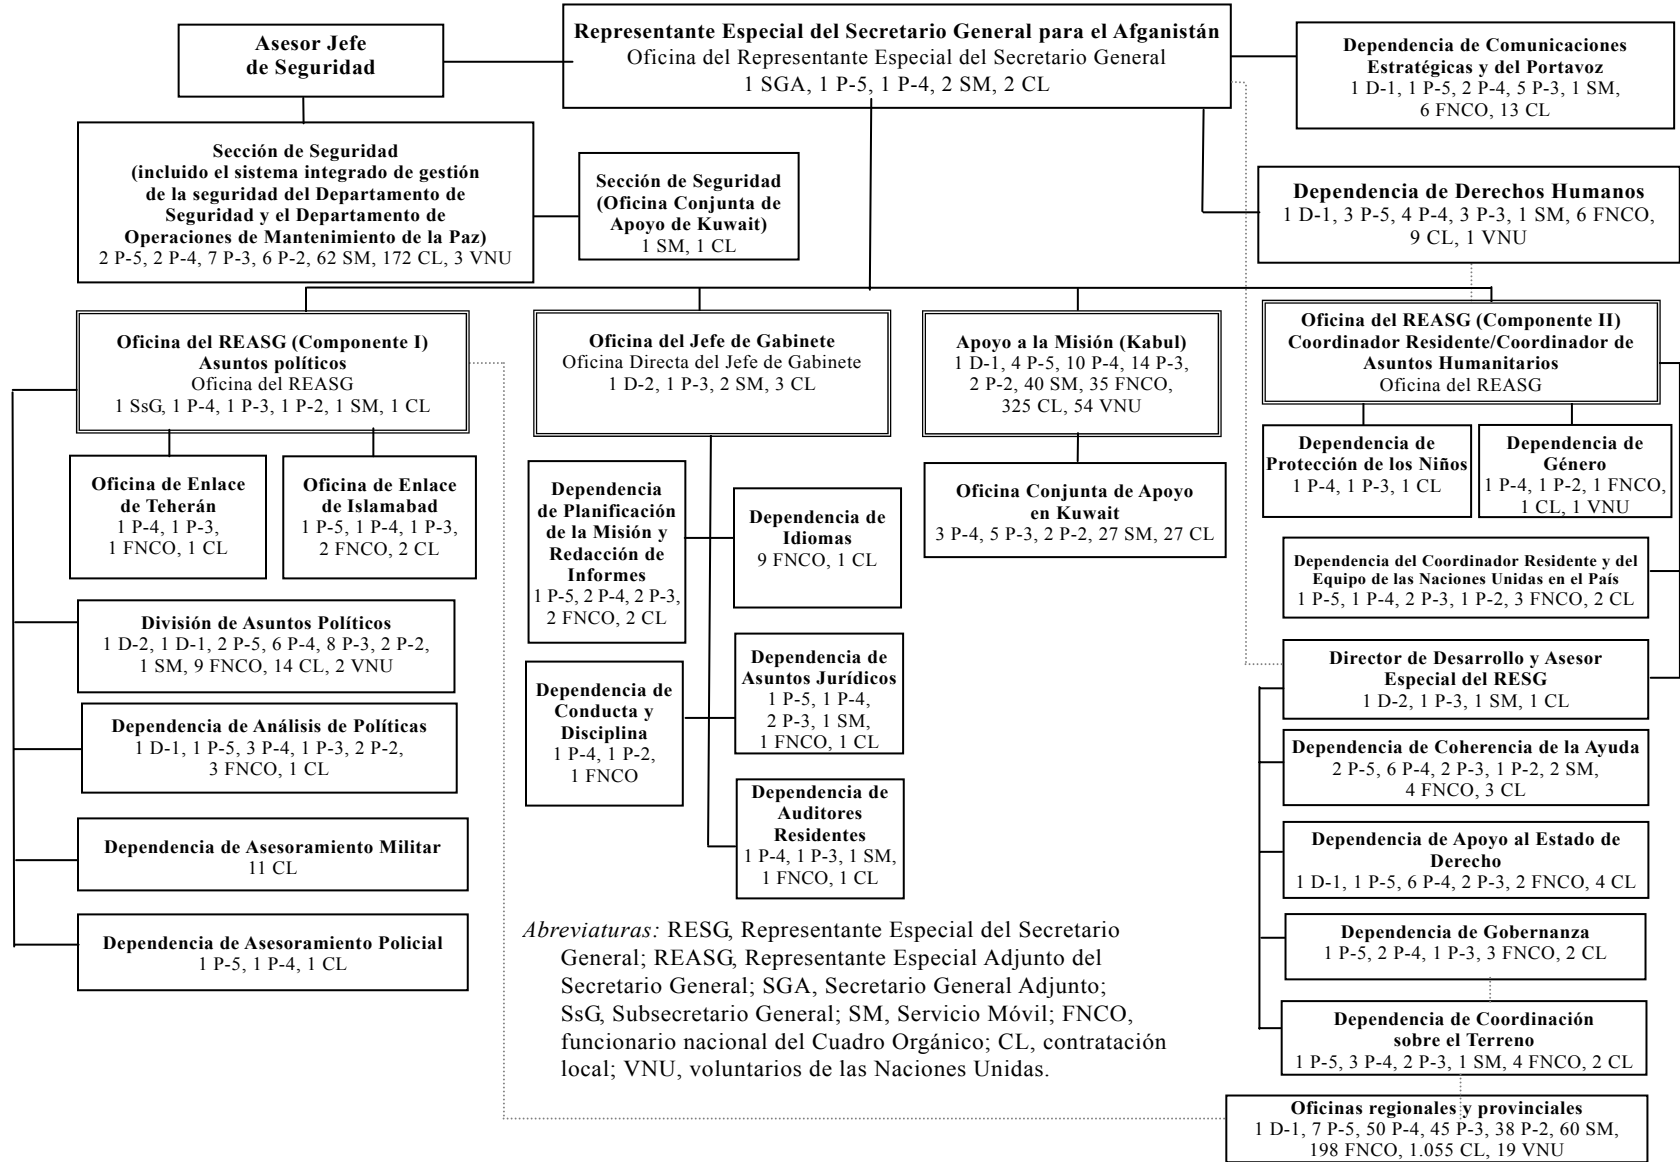 Representante Especial del Secretario General para el Afganistán
Oficina del Representante Especial del Secretario General
1 SGA, 1 P-5, 1 P-4, 2 SM, 2 CL
Asesor Jefe
de Seguridad
Dependencia de Comunicaciones
Estratégicas y del Portavoz
1 D-1, 1 P-5, 2 P-4, 5 P-3, 1 SM,
6 FNCO, 13 CL
Sección de Seguridad
(incluido el sistema integrado de gestión
de la seguridad del Departamento de
Seguridad y el Departamento de
Operaciones de Mantenimiento de la Paz)
2 P-5, 2 P-4, 7 P-3, 6 P-2, 62 SM, 172 CL, 3 VNU
Sección de Seguridad
(Oficina Conjunta de
Apoyo de Kuwait)
1 SM, 1 CL
Dependencia de Derechos Humanos
1 D-1, 3 P-5, 4 P-4, 3 P-3, 1 SM, 6 FNCO,
9 CL, 1 VNU
Oficina del REASG (Componente I)
Asuntos políticos
Oficina del REASG
1 SsG, 1 P-4, 1 P-3, 1 P-2, 1 SM, 1 CL
Oficina del Jefe de Gabinete
Oficina Directa del Jefe de Gabinete
1 D-2, 1 P-3, 2 SM, 3 CL
Apoyo a la Misión (Kabul)
1 D-1, 4 P-5, 10 P-4, 14 P-3,
2 P-2, 40 SM, 35 FNCO,
325 CL, 54 VNU
Oficina del REASG (Componente II)
Coordinador Residente/Coordinador de
Asuntos Humanitarios
Oficina del REASG
Oficina de Enlace
de Teherán
1 P-4, 1 P-3,
1 FNCO, 1 CL
Oficina de Enlace
de Islamabad
1 P-5, 1 P-4, 1 P-3,
2 FNCO, 2 CL
División de Asuntos Políticos
1 D-2, 1 D-1, 2 P-5, 6 P-4, 8 P-3, 2 P-2,
1 SM, 9 FNCO, 14 CL, 2 VNU
Dependencia de Análisis de Políticas
1 D-1, 1 P-5, 3 P-4, 1 P-3, 2 P-2,
3 FNCO, 1 CL
Dependencia de Asesoramiento Militar
11 CL
Dependencia de Asesoramiento Policial
1 P-5, 1 P-4, 1 CL
Dependencia
de Planificación
de la Misión y
Redacción de
Informes
1 P-5, 2 P-4, 2 P-3,
2 FNCO, 2 CL
Dependencia de
Idiomas
9 FNCO, 1 CL
Dependencia de
Conducta y
Disciplina
1 P-4, 1 P-2,
1 FNCO
Dependencia de
Asuntos Jurídicos
1 P-5, 1 P-4,
2 P-3, 1 SM,
1 FNCO, 1 CL
Dependencia de
Auditores
Residentes
1 P-4, 1 P-3, 1 SM,
1 FNCO, 1 CL
Oficina Conjunta de Apoyo
en Kuwait
3 P-4, 5 P-3, 2 P-2, 27 SM, 27 CL
Dependencia de
Protección de los Niños
1 P-4, 1 P-3, 1 CL
Dependencia de
Género
1 P-4, 1 P-2, 1 FNCO,
1 CL, 1 VNU
Dependencia del Coordinador Residente y del
Equipo de las Naciones Unidas en el País
1 P-5, 1 P-4, 2 P-3, 1 P-2, 3 FNCO, 2 CL
Director de Desarrollo y Asesor
Especial del RESG
1 D-2, 1 P-3, 1 SM, 1 CL
Dependencia de Coherencia de la Ayuda
2 P-5, 6 P-4, 2 P-3, 1 P-2, 2 SM,
4 FNCO, 3 CL
Dependencia de Apoyo al Estado de
Derecho
1 D-1, 1 P-5, 6 P-4, 2 P-3, 2 FNCO, 4 CL
Dependencia de Gobernanza
1 P-5, 2 P-4, 1 P-3, 3 FNCO, 2 CL
Dependencia de Coordinación
sobre el Terreno
1 P-5, 3 P-4, 2 P-3, 1 SM, 4 FNCO, 2 CL
Oficinas regionales y provinciales
1 D-1, 7 P-5, 50 P-4, 45 P-3, 38 P-2, 60 SM,
198 FNCO, 1.055 CL, 19 VNU
Abreviaturas: RESG, Representante Especial del Secretario
General; REASG, Representante Especial Adjunto del
Secretario General; SGA, Secretario General Adjunto;
SsG, Subsecretario General; SM, Servicio Móvil; FNCO,
funcionario nacional del Cuadro Orgánico; CL, contratación
local; VNU, voluntarios de las Naciones Unidas.